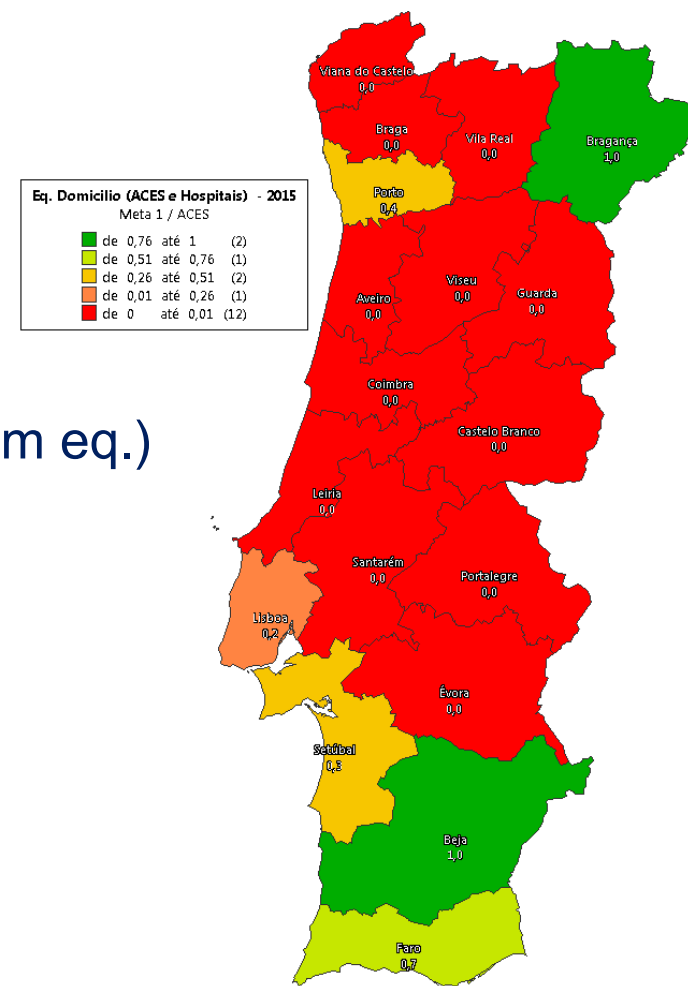 Viana do Castelo
0,0
Braga
0,0
Vila Real
0,0
Bragança
1,0
Porto
0,4
Eq. Domicilio (ACES e Hospitais) - 2015
Meta 1 / ACES
de 0,76 até 1 (2)
de 0,51 até 0,76 (1)
de 0,26 até 0,51 (2)
de 0,01 até 0,26 (1)
de 0 até 0,01 (12)
Aveiro
0,0
Viseu
0,0
Guarda
0,0
Coimbra
0,0
m eq.)
Castelo Branco
0,0
Leiria
0,0
Santarém
0,0
Portalegre
0,0
Lisboa
0,2
Évora
0,0
Setúbal
0,3
Beja
1,0
Faro
0,7